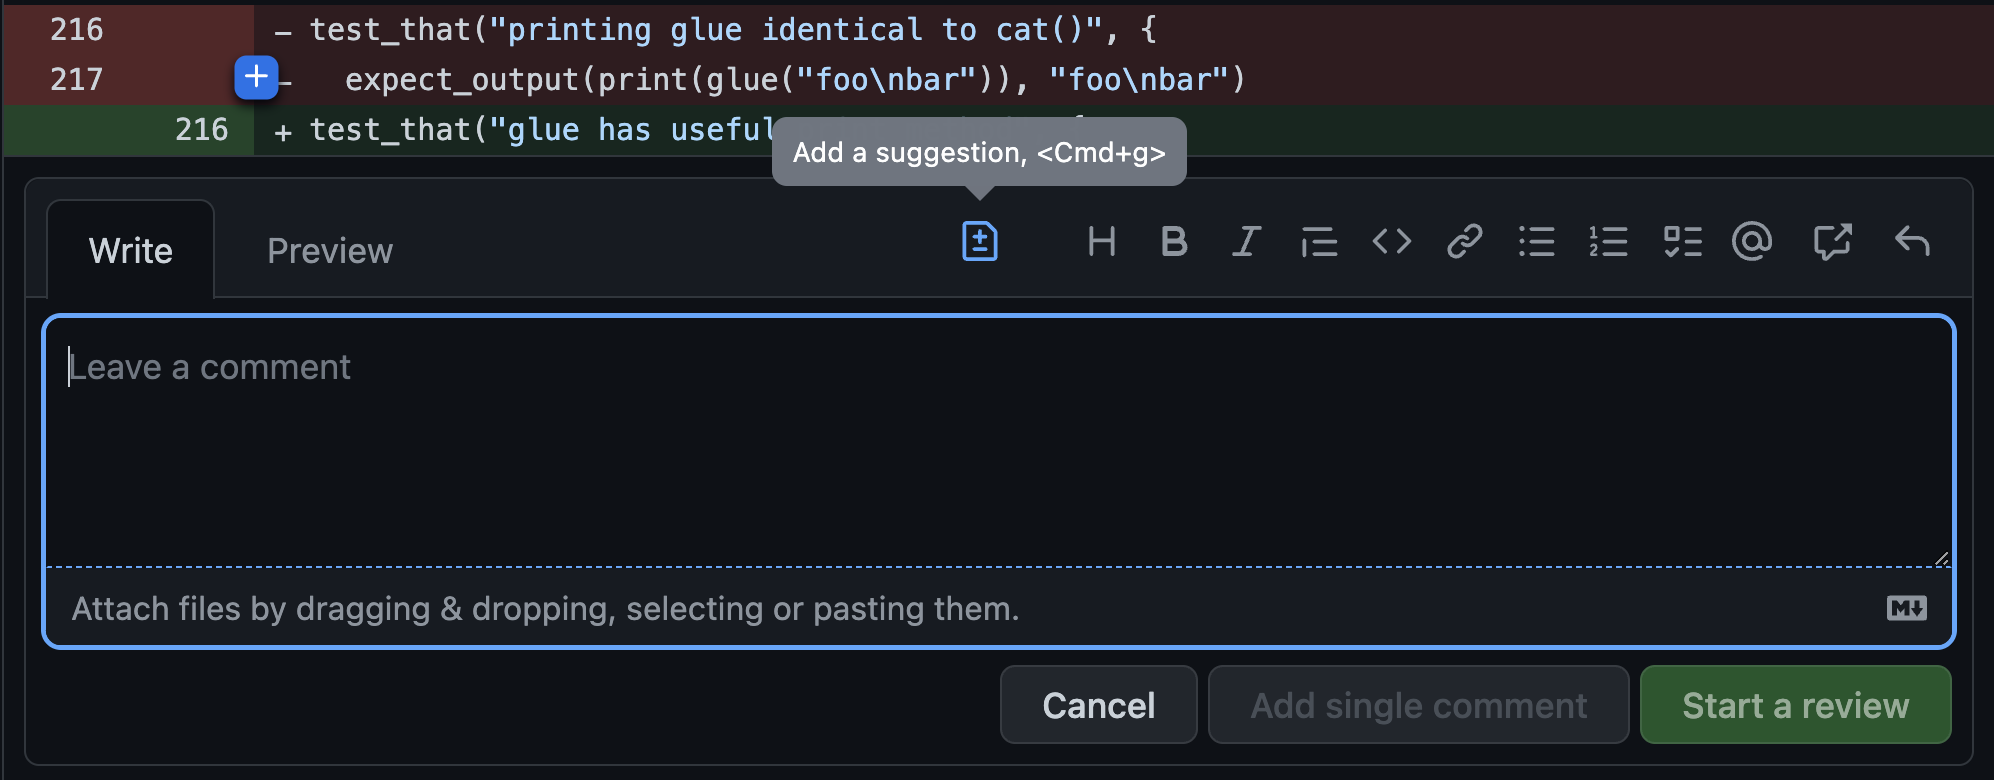 216 - test_that("printing glue identical to cat()", {
217 -   expect_output(print(glue("foo\nbar")), "foo\nbar")
216 + test_that("glue has useful
Add a suggestion, <Cmd+g>
Write Preview
Leave a comment
Attach files by dragging & dropping, selecting or pasting them.
Cancel Add single comment Start a review